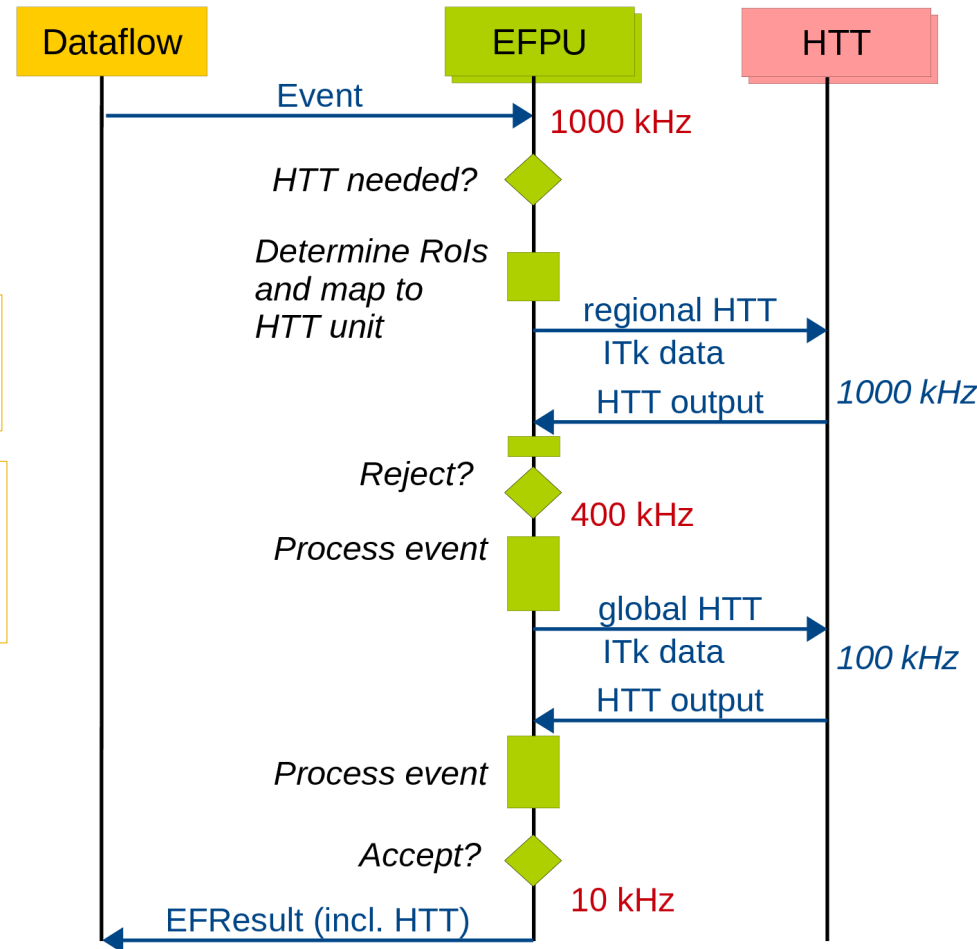 Dataflow
EFPU
HTT
Event
1000 kHz
HTT needed?
Determine RoIs
and map to
HTT unit
regional HTT
ITk data
1000 kHz
HTT output
Reject?
400 kHz
Process event
global HTT
ITk data
100 kHz
HTT output
Process event
Accept?
10 kHz
EFResult (incl. HTT)